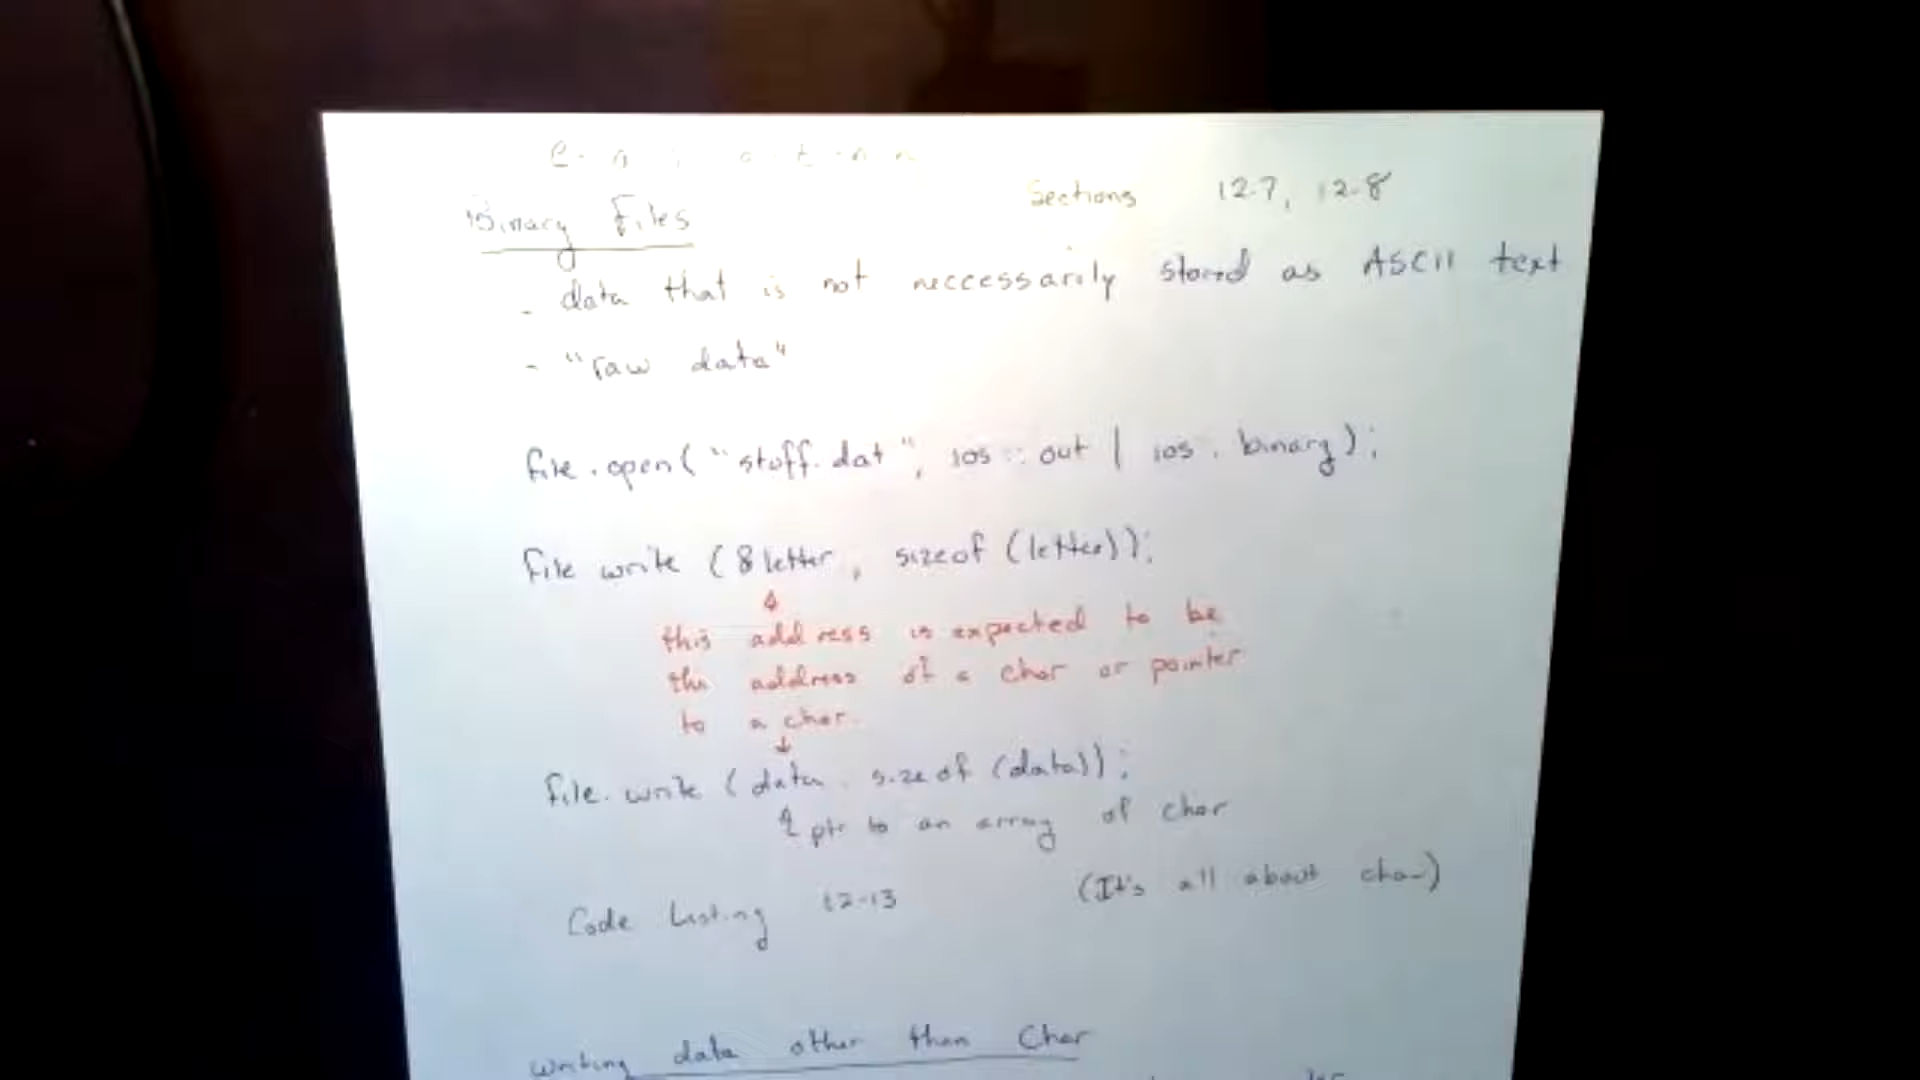 Sections 12.7, 12.8
Binary Files
- data that is not neccessarily stored as ASCII text
- "raw data"
file.open("stuff.dat", ios::out | ios::binary);
file.write (&letter, sizeof (letter));
this address is expected to be
the address of a char or pointer
to a char.
file.write (data, sizeof (data));
ptr to an array of char
(It's all about char)
Code Listing 12-13
Writing data other than Char